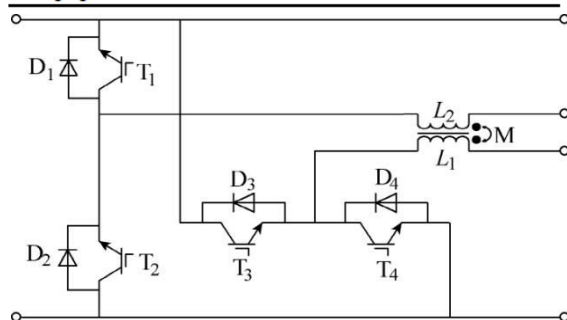 D₁
T₁
L₂
M
L₁
D₃
D₄
D₂
T₂
T₃
T₄